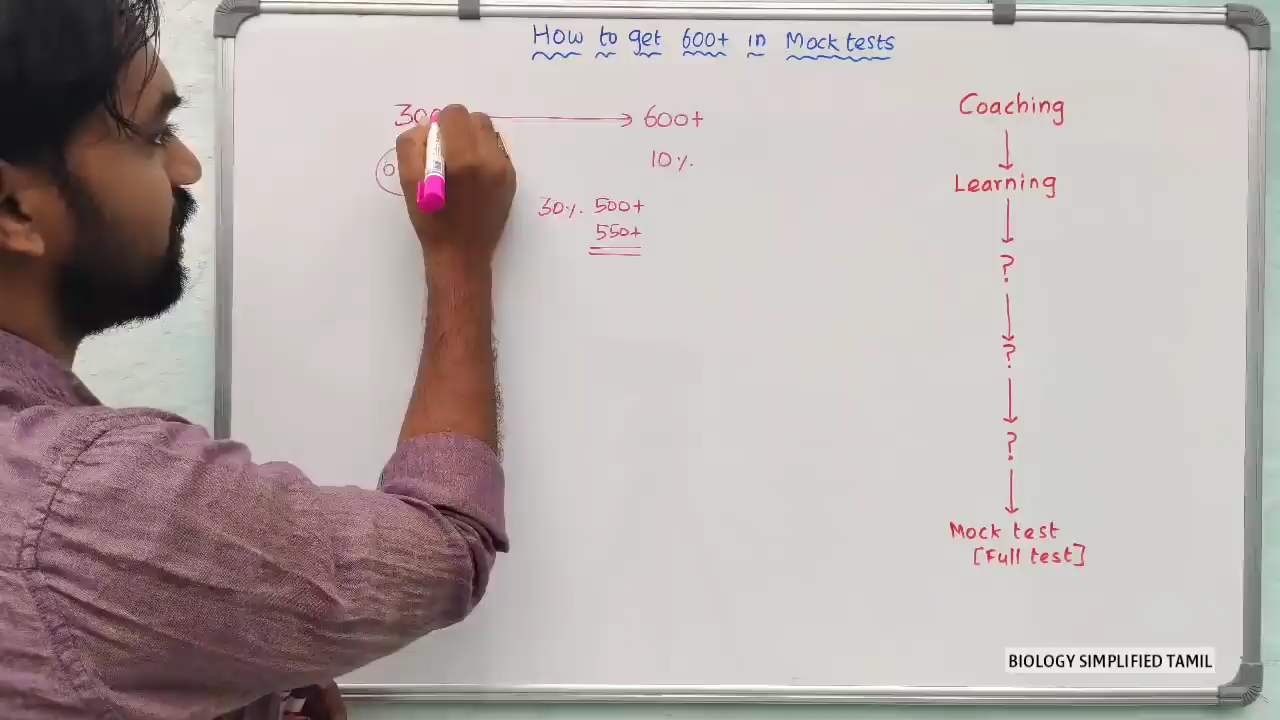 How to get 600+ in Mock tests
300 → 600+
10%.
30%. 500+
550+
Coaching
↓
Learning
↓
?
↓
?
↓
?
↓
Mock test
[Full test]
BIOLOGY SIMPLIFIED TAMIL